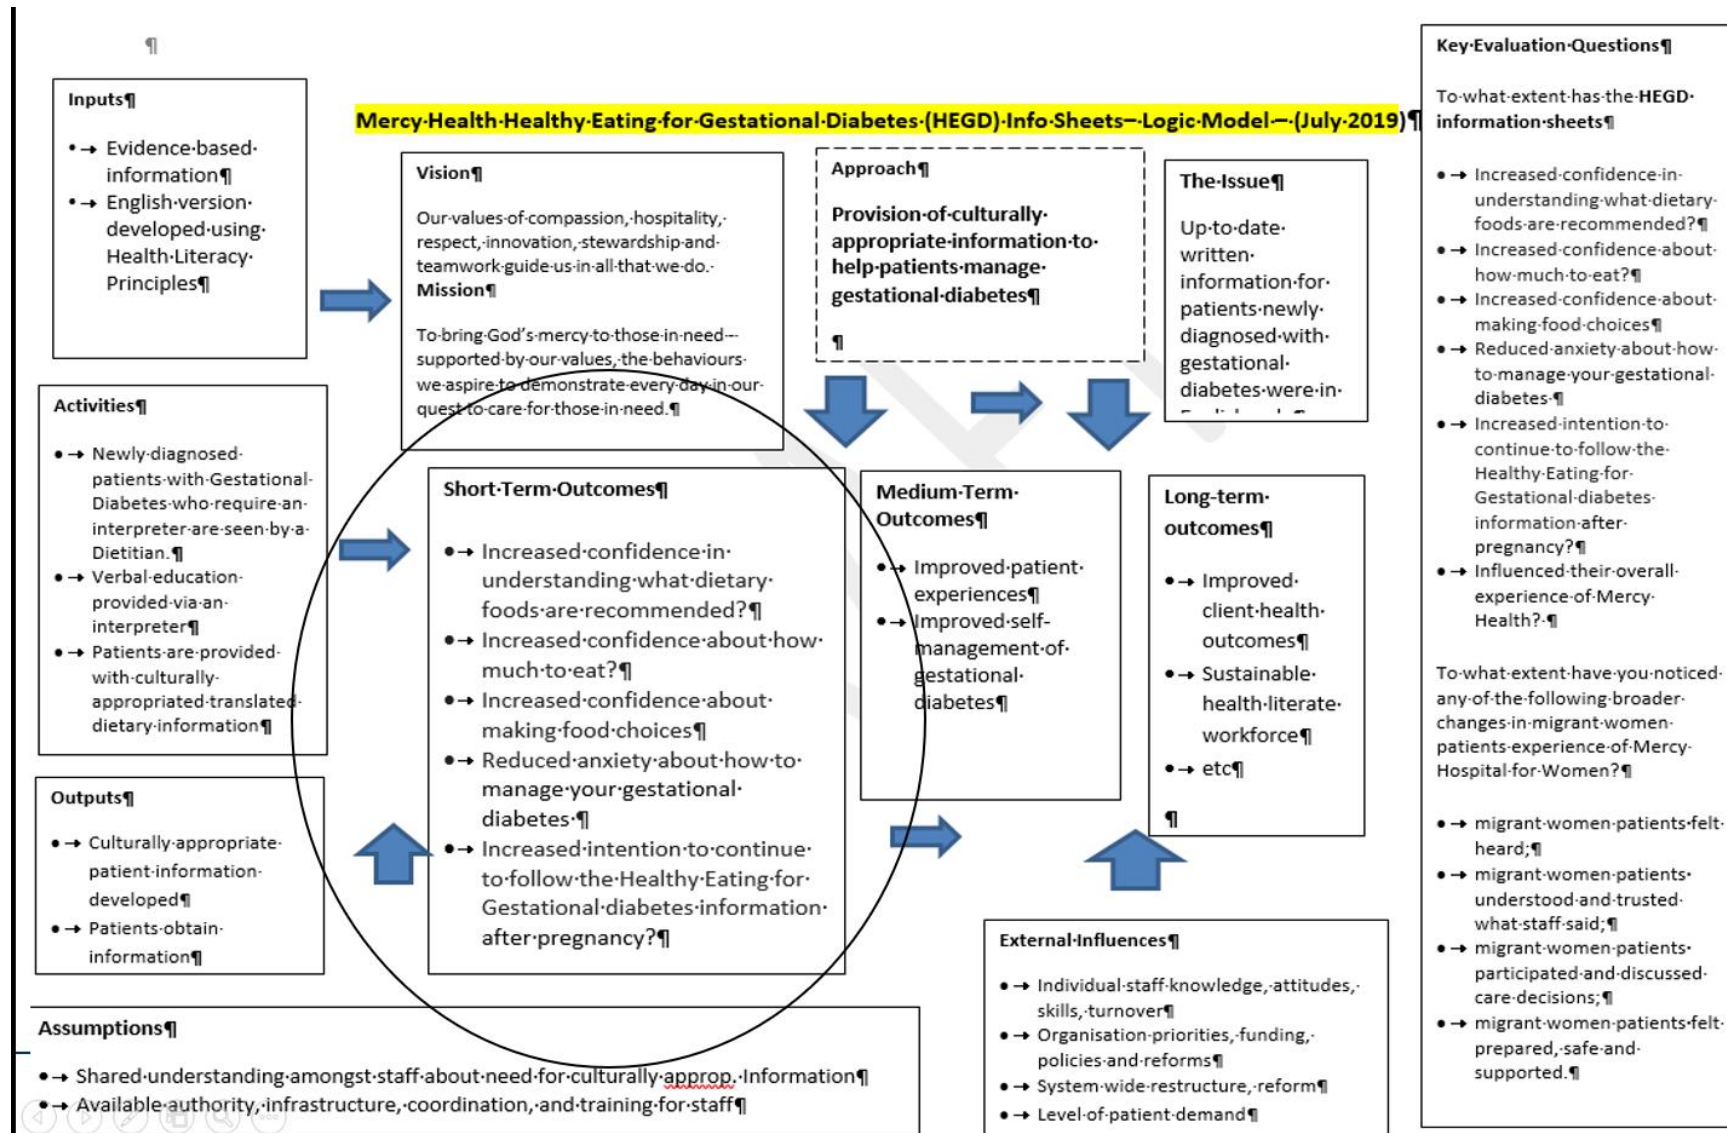 ¶
Inputs¶
Evidence based
information¶
English version
developed using
Health Literacy
Principles¶
Mercy Health Healthy Eating for Gestational Diabetes (HEGD) Info Sheets– Logic Model – (July 2019)¶
Vision¶
Our values of compassion, hospitality,
respect, innovation, stewardship and
teamwork guide us in all that we do.
Mission¶
To bring God’s mercy to those in need –
supported by our values, the behaviours
we aspire to demonstrate every day in our
quest to care for those in need.¶
Approach¶
Provision of culturally
appropriate information to
help patients manage
gestational diabetes¶
¶
The Issue¶
Up to date
written
information for
patients newly
diagnosed with
gestational
diabetes were in
Activities¶
Newly diagnosed
patients with Gestational
Diabetes who require an
interpreter are seen by a
Dietitian.¶
Verbal education
provided via an
interpreter¶
Patients are provided
with culturally
appropriated translated
dietary information¶
Outputs¶
Culturally appropriate
patient information
developed¶
Patients obtain
information¶
Short Term Outcomes¶
Increased confidence in
understanding what dietary
foods are recommended?¶
Increased confidence about how
much to eat?¶
Increased confidence about
making food choices¶
Reduced anxiety about how to
manage your gestational
diabetes ¶
Increased intention to continue
to follow the Healthy Eating for
Gestational diabetes information
after pregnancy?¶
Medium Term
Outcomes¶
Improved patient
experiences¶
Improved self-
management of
gestational
diabetes¶
Long-term
outcomes¶
Improved
client health
outcomes¶
Sustainable
health literate
workforce¶
etc¶
¶
Assumptions¶
Shared understanding amongst staff about need for culturally approp. Information¶
Available authority, infrastructure, coordination, and training for staff¶
External Influences¶
Individual staff knowledge, attitudes,
skills, turnover¶
Organisation priorities, funding,
policies and reforms¶
System wide restructure, reform¶
Level of patient demand¶
Key Evaluation Questions¶
To what extent has the HEGD
information sheets¶
Increased confidence in
understanding what dietary
foods are recommended?¶
Increased confidence about
how much to eat?¶
Increased confidence about
making food choices¶
Reduced anxiety about how
to manage your gestational
diabetes ¶
Increased intention to
continue to follow the
Healthy Eating for
Gestational diabetes
information after
pregnancy?¶
Influenced their overall
experience of Mercy
Health? ¶
To what extent have you noticed
any of the following broader
changes in migrant women
patients experience of Mercy
Hospital for Women?¶
migrant women patients felt
heard;¶
migrant women patients
understood and trusted
what staff said;¶
migrant women patients
participated and discussed
care decisions;¶
migrant women patients felt
prepared, safe and
supported.¶